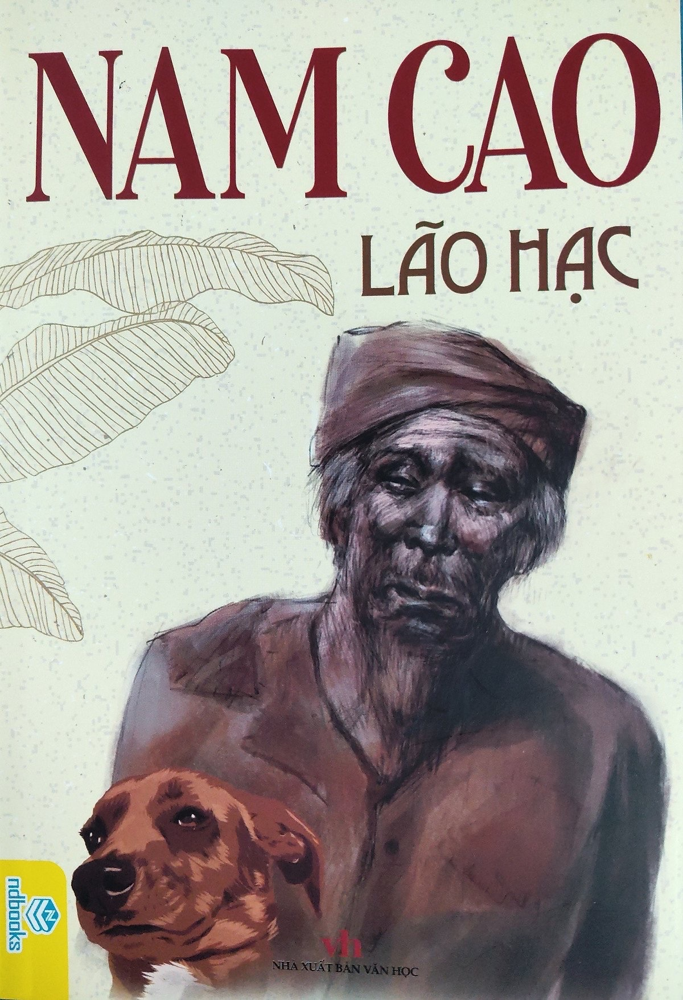 NAM CAO
LÃO HẠC
ndbooks
vh
NHÀ XUẤT BẢN VĂN HỌC